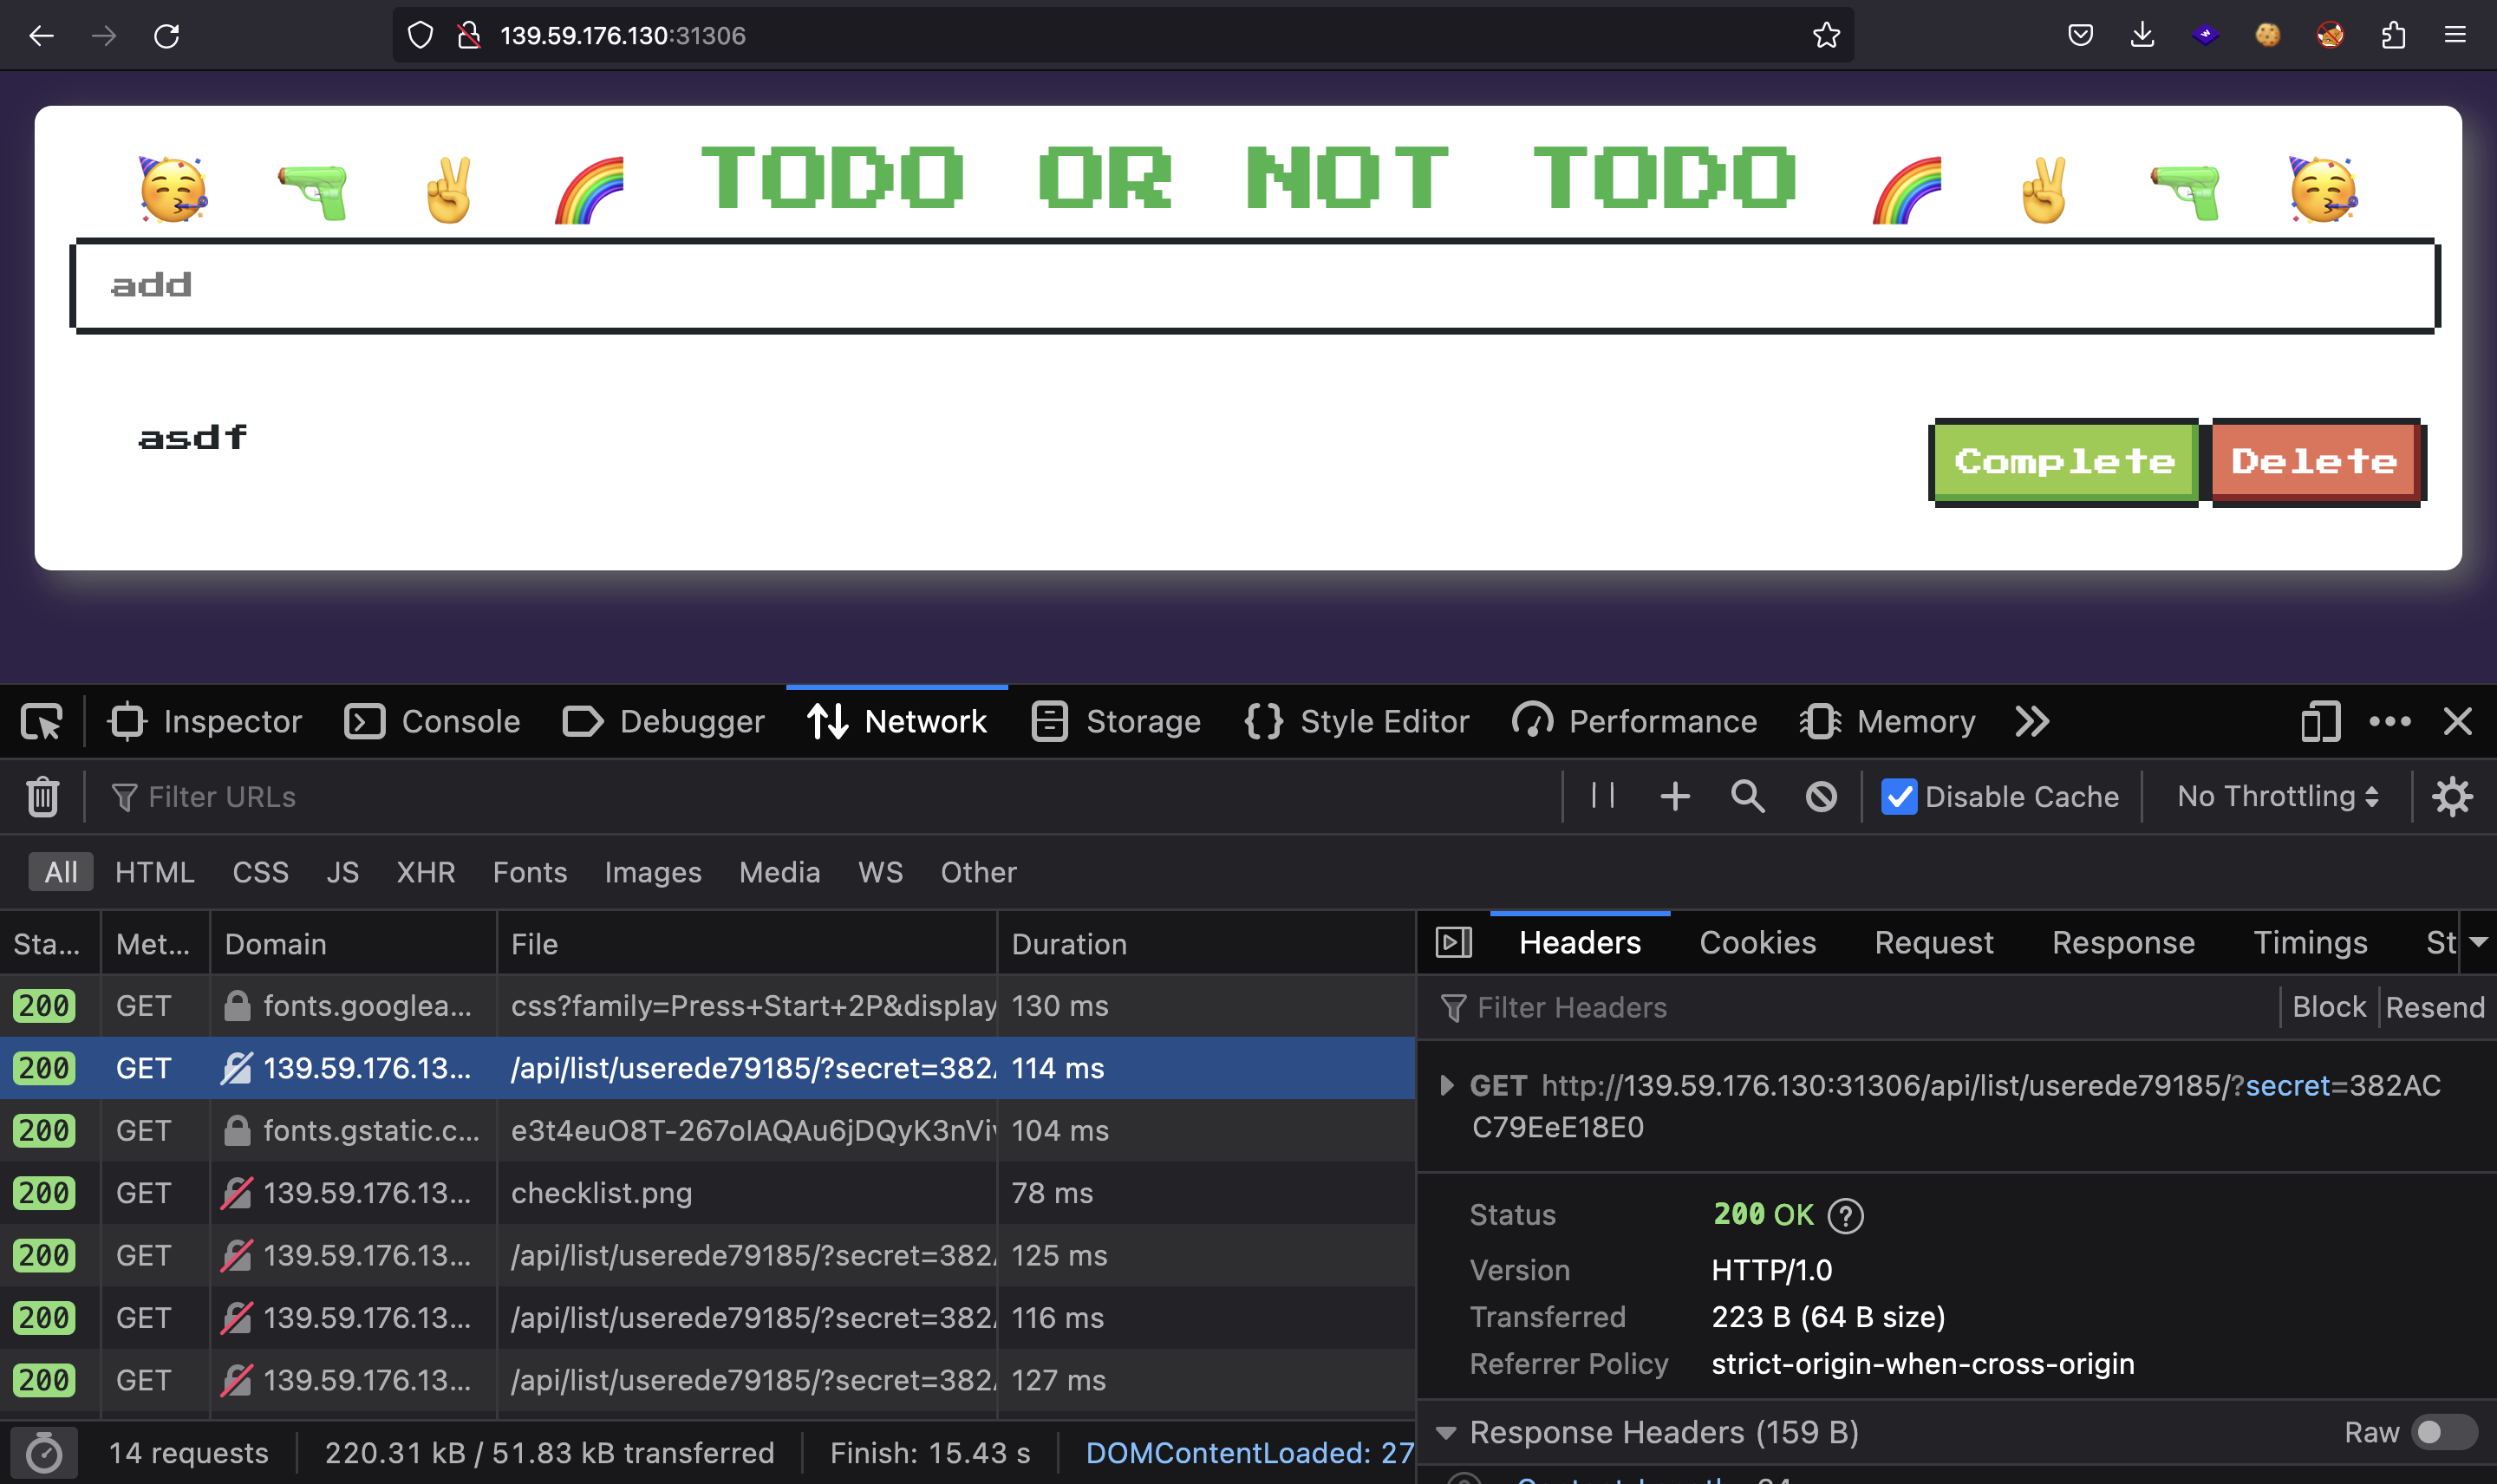 139.59.176.130:31306
TODO OR NOT TODO
add
asdf
Complete Delete
Inspector Console Debugger Network Storage Style Editor Performance Memory
Filter URLs Disable Cache No Throttling
All HTML CSS JS XHR Fonts Images Media WS Other
Sta... Met... Domain File Duration
200 GET fonts.googlea... css?family=Press+Start+2P&display 130 ms
200 GET 139.59.176.13... /api/list/userede79185/?secret=382A 114 ms
200 GET fonts.gstatic.c... 104 ms
200 GET 139.59.176.13... checklist.png 78 ms
200 GET 139.59.176.13... /api/list/userede79185/?secret=382A 125 ms
200 GET 139.59.176.13... /api/list/userede79185/?secret=382A 116 ms
200 GET 139.59.176.13... /api/list/userede79185/?secret=382A 127 ms
14 requests 220.31 kB / 51.83 kB transferred Finish: 15.43 s DOMContentLoaded: 27
Headers Cookies Request Response Timings St
Filter Headers Block Resend
GET http://139.59.176.130:31306/api/list/userede79185/?secret=382AC
C79EeE18E0
Status 200 OK
Version HTTP/1.0
Transferred 223 B (64 B size)
Referrer Policy strict-origin-when-cross-origin
Response Headers (159 B) Raw